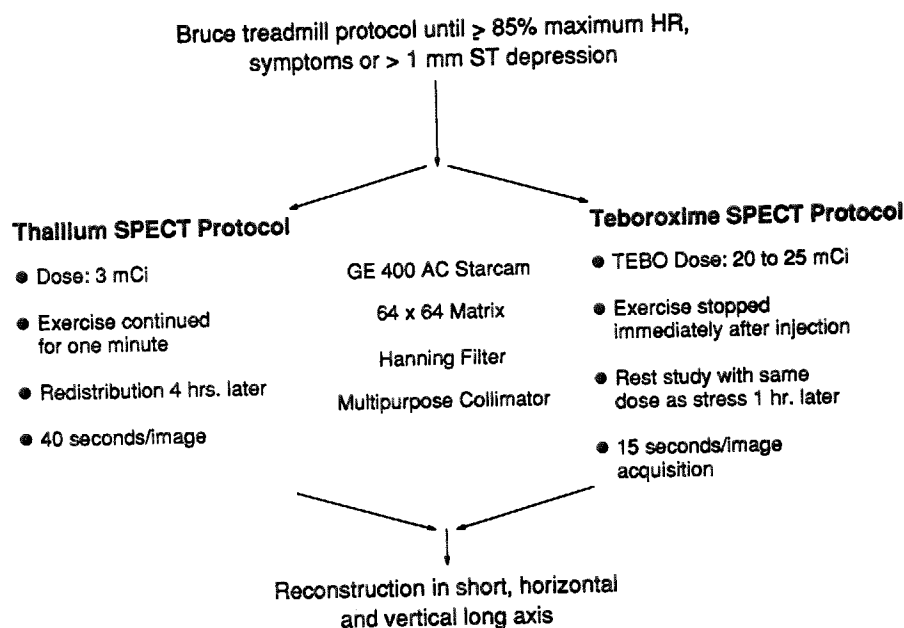 Bruce treadmill protocol until ≥ 85% maximum HR,
symptoms or > 1 mm ST depression
Thallium SPECT Protocol
● Dose: 3 mCi
● Exercise continued
for one minute
● Redistribution 4 hrs. later
● 40 seconds/image
GE 400 AC Starcam
64 x 64 Matrix
Hanning Filter
Multipurpose Collimator
Teboroxime SPECT Protocol
● TEBO Dose: 20 to 25 mCi
● Exercise stopped
immediately after injection
● Rest study with same
dose as stress 1 hr. later
● 15 seconds/image
acquisition
Reconstruction in short, horizontal
and vertical long axis